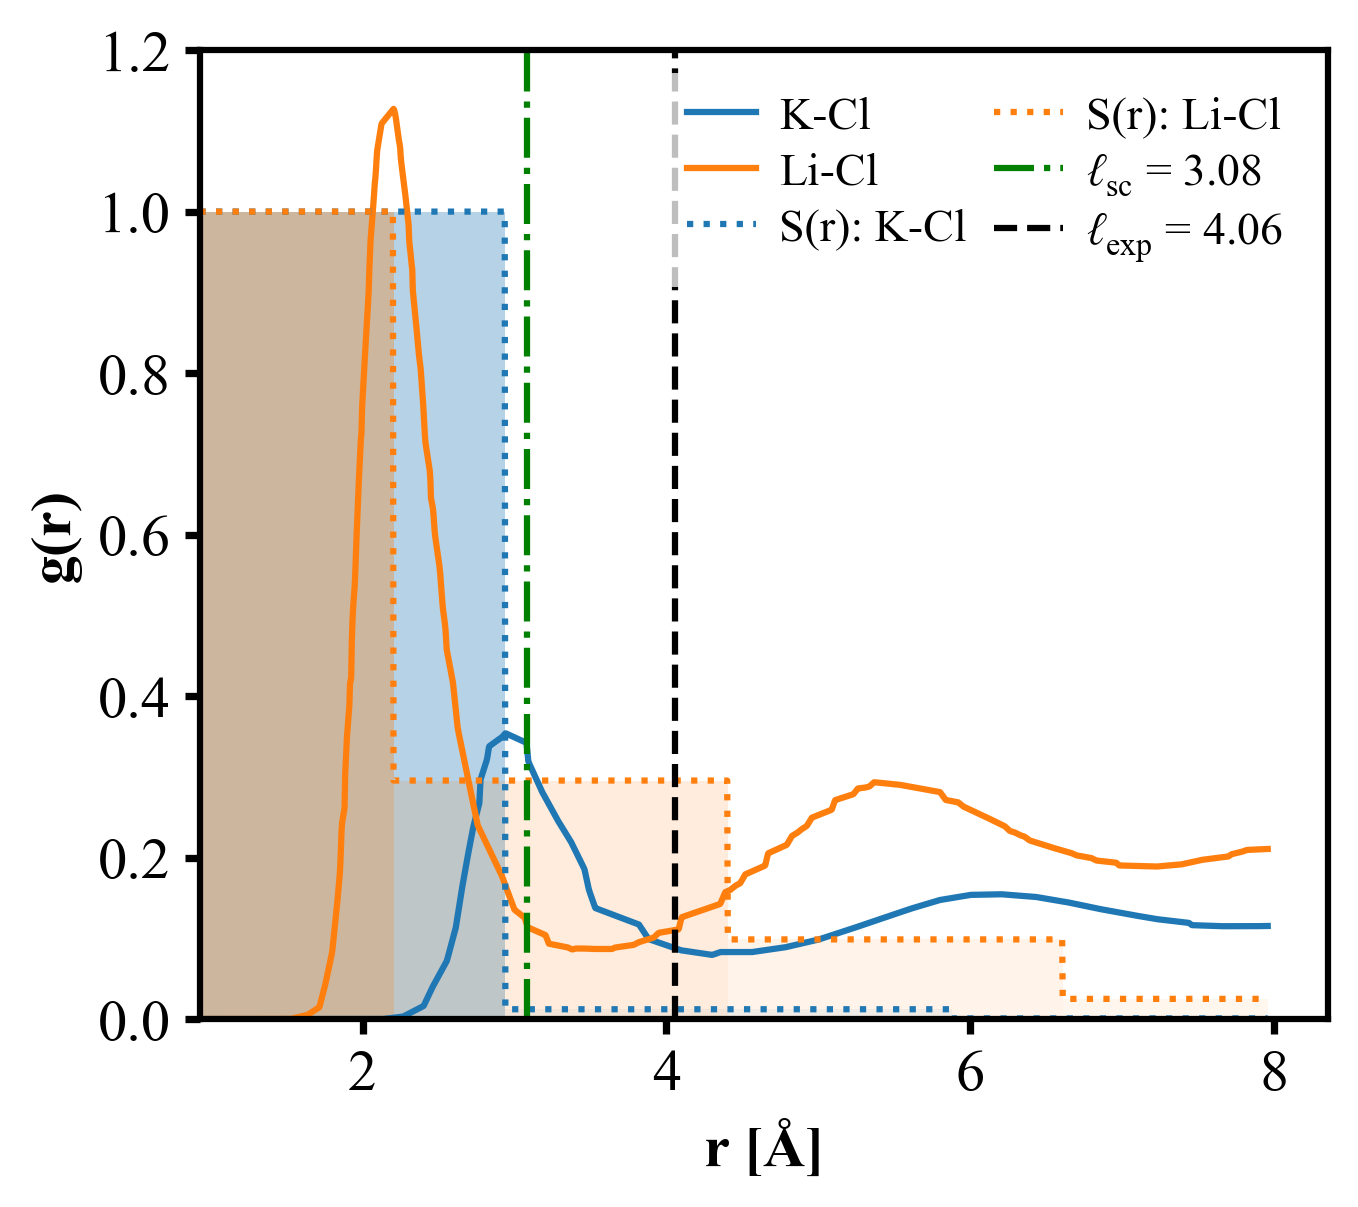 1.2
1.0
0.8
0.6
0.4
0.2
0.0
g(r)
K-Cl
Li-Cl
S(r): K-Cl
S(r): Li-Cl
ℓsc = 3.08
ℓexp = 4.06
2 4 6 8
r [Å]